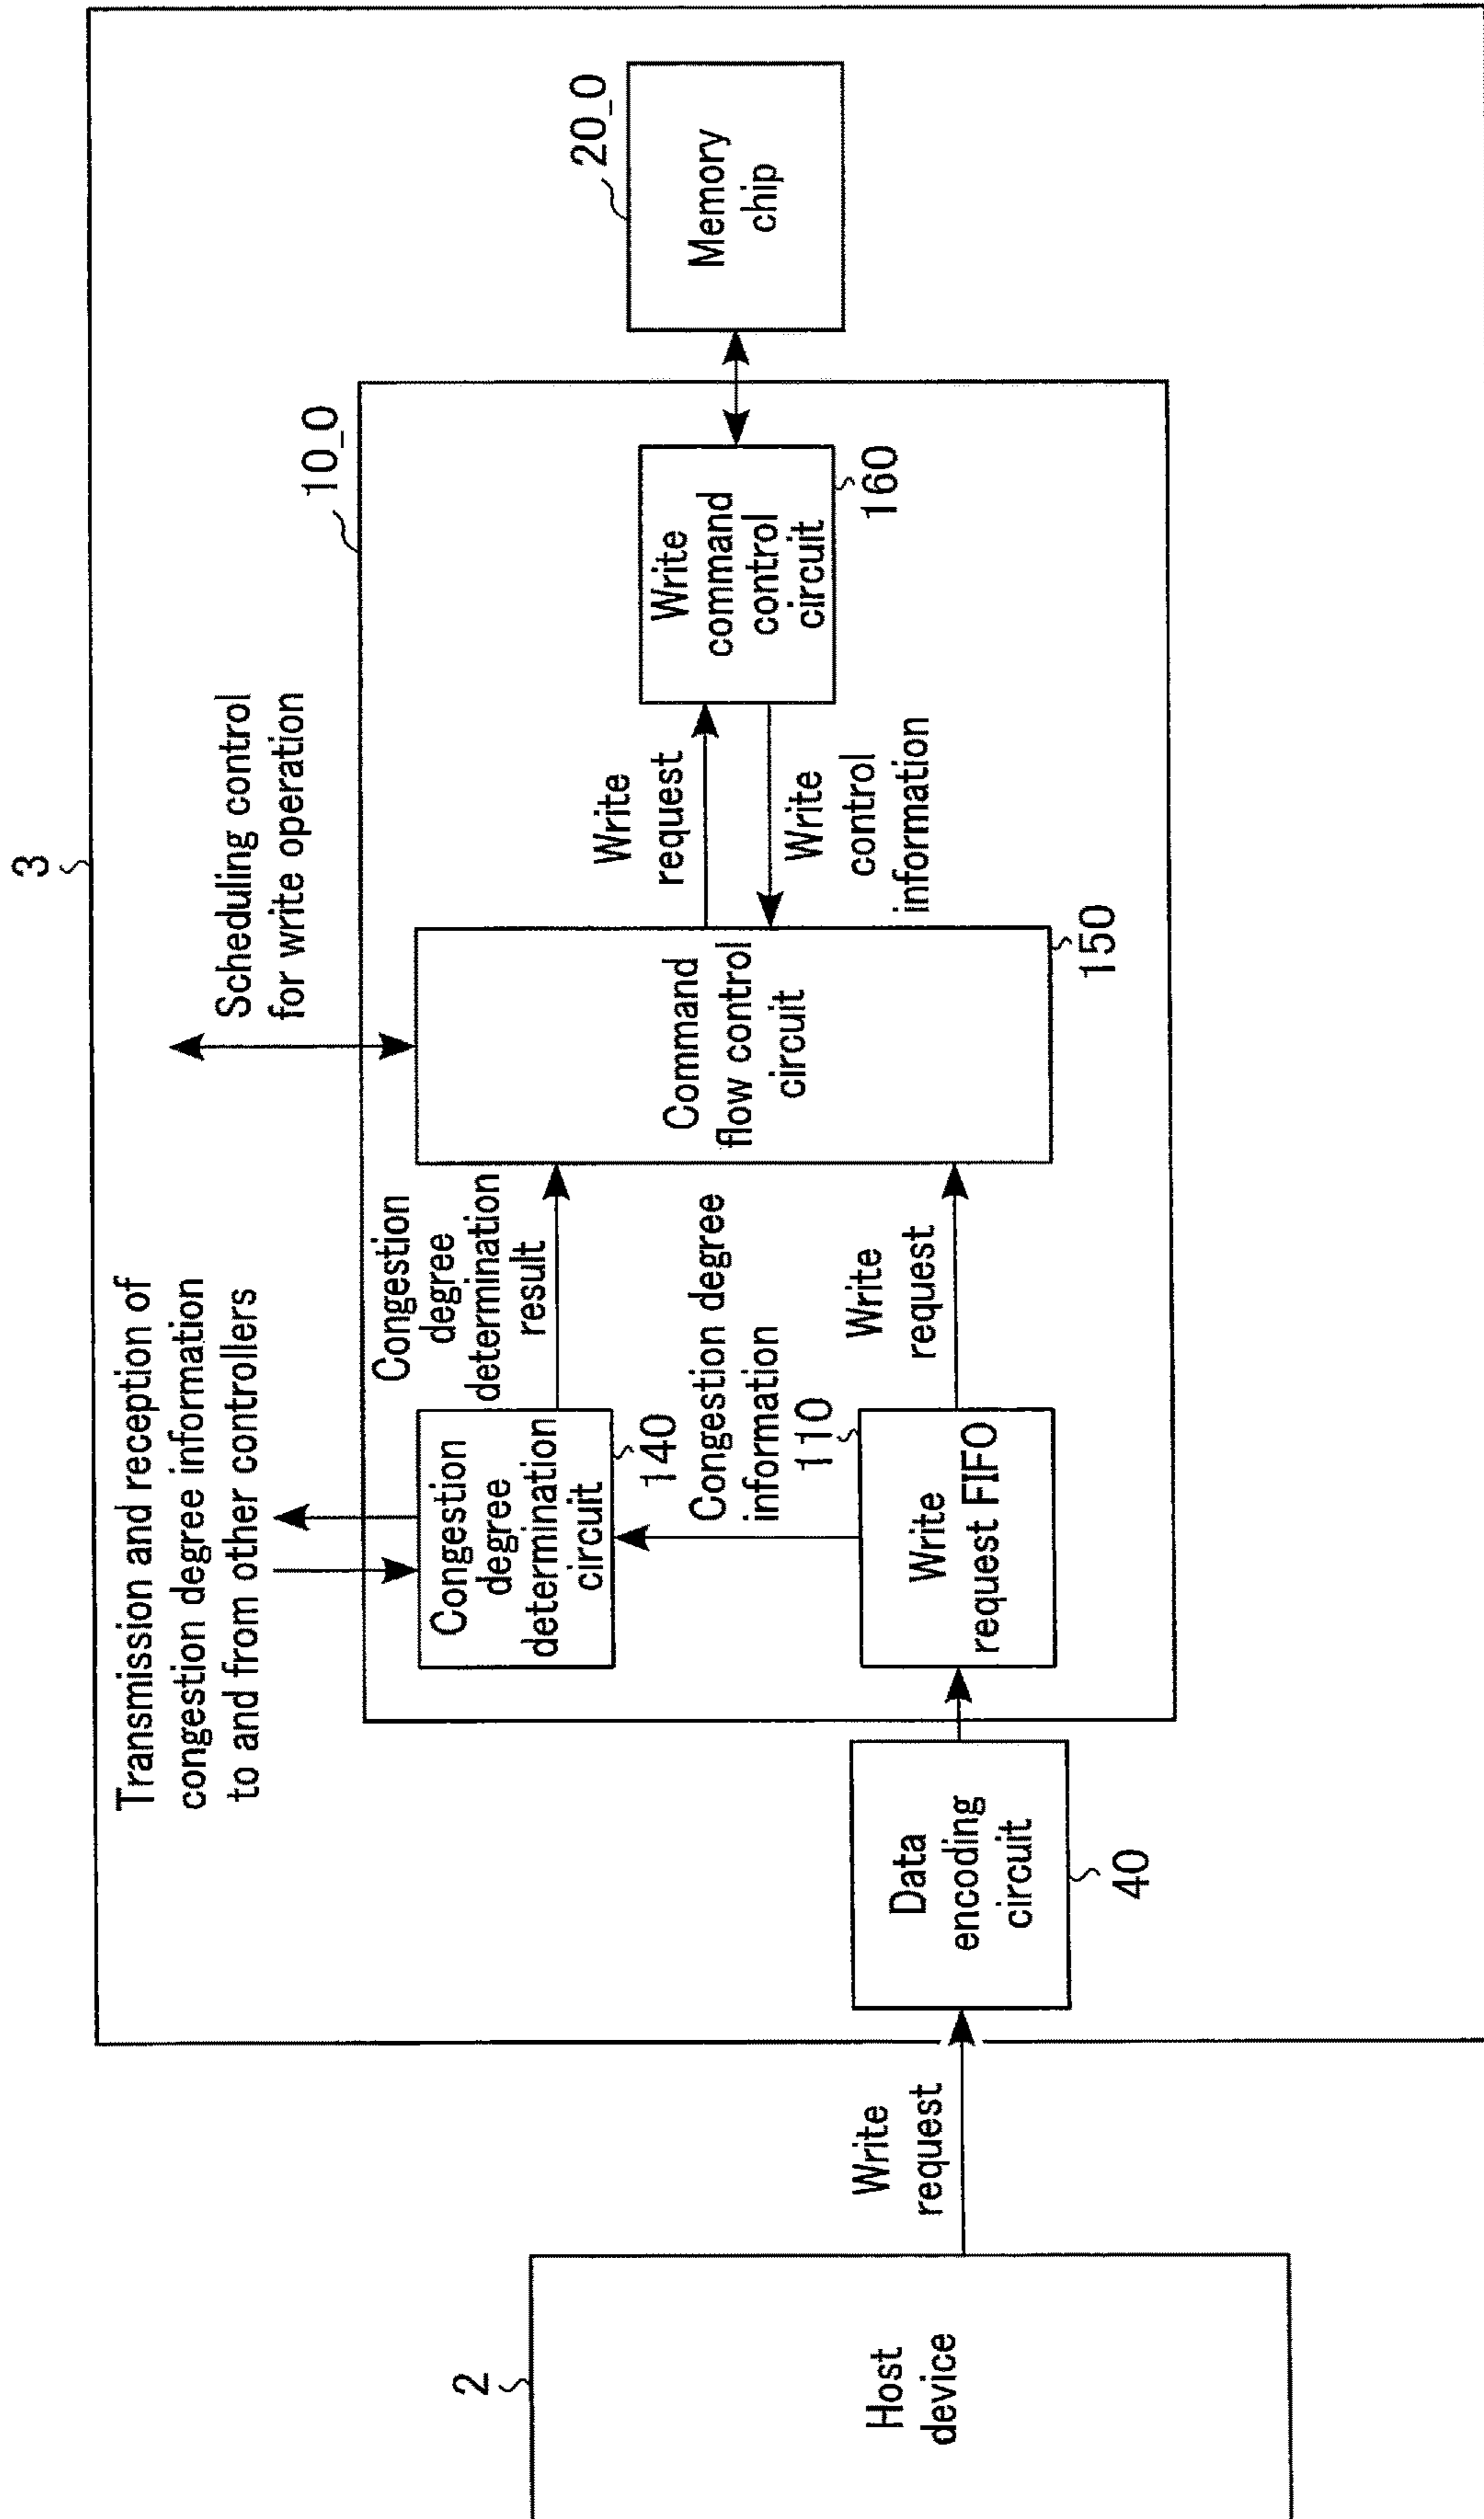 3
Transmission and reception of
congestion degree information
to and from other controllers
Scheduling control
for write operation
10_0
20_0
Congestion
degree
determination
result
Congestion
degree
determination
circuit
140
Congestion degree
information
110
Write
request FIFO
Write
request
Command
flow control
circuit
150
Write
request
Write
control
information
Write
command
control
circuit
160
Memory
chip
2
Host
device
Write
request
Data
encoding
circuit
40